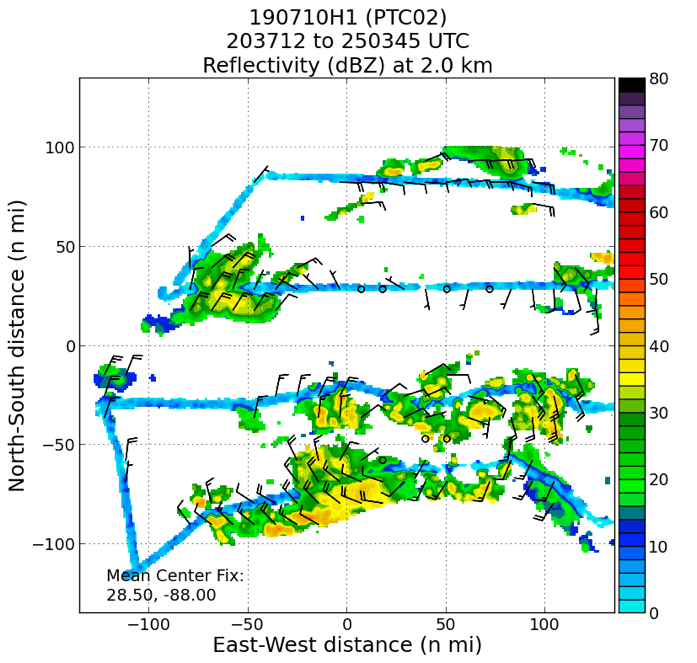 190710H1 (PTC02)
203712 to 250345 UTC
Reflectivity (dBZ) at 2.0 km
North-South distance (n mi)
100
50
0
−50
−100
Mean Center Fix:
28.50, -88.00
−100 −50 0 50 100
East-West distance (n mi)
80
70
60
50
40
30
20
10
0